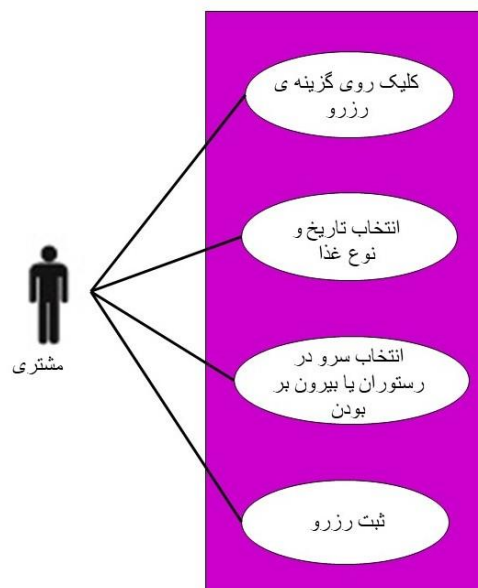 کلیک روی گزینه ی
رزرو
انتخاب تاریخ و
نوع غذا
انتخاب سرو در
رستوران یا بیرون بر
بودن
ثبت رزرو
مشتری